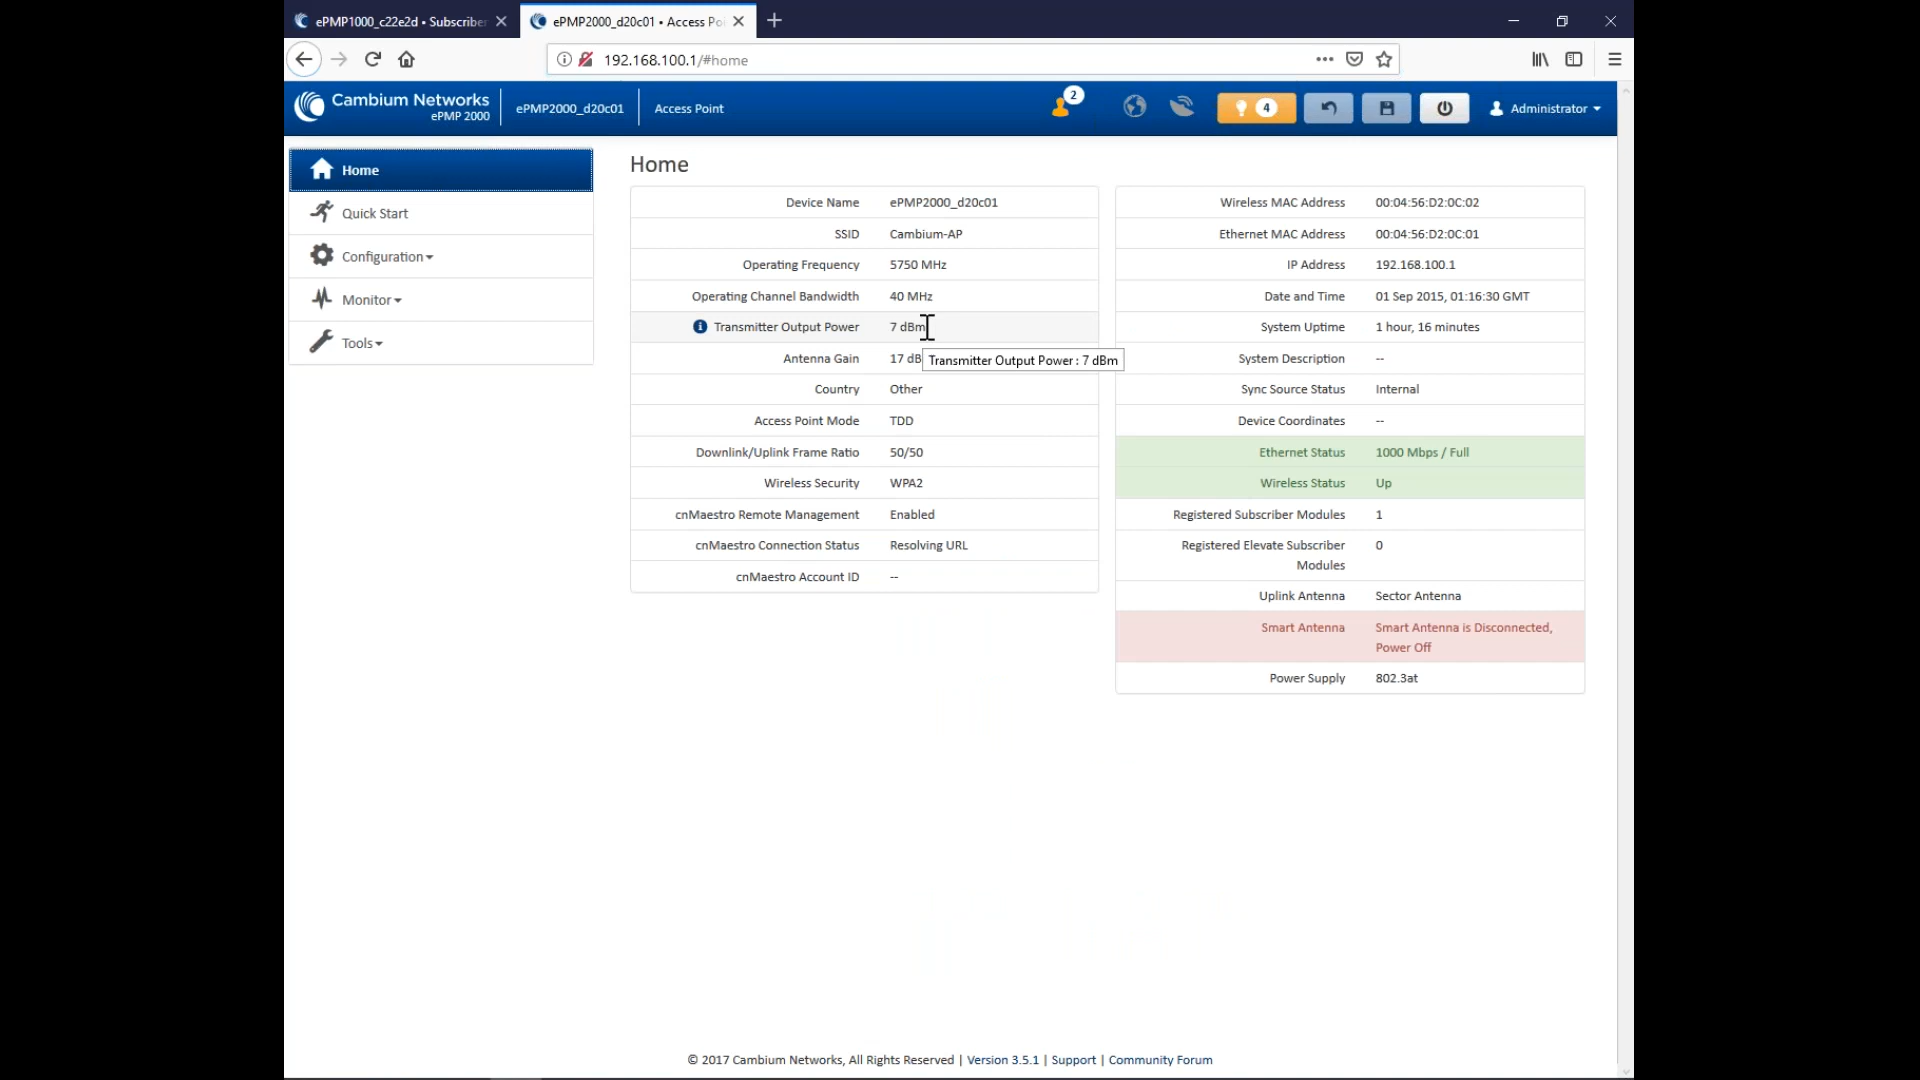 ePMP1000_c22e2d • Subscriber
ePMP2000_d20c01 • Access Po
192.168.100.1/#home
Cambium Networks
ePMP 2000
ePMP2000_d20c01
Access Point
2
4
Administrator
Home
Quick Start
Configuration
Monitor
Tools
Home
Device Name ePMP2000_d20c01
SSID Cambium-AP
Operating Frequency 5750 MHz
Operating Channel Bandwidth 40 MHz
Transmitter Output Power 7 dBm
Antenna Gain 17 dB
Transmitter Output Power : 7 dBm
Country Other
Access Point Mode TDD
Downlink/Uplink Frame Ratio 50/50
Wireless Security WPA2
cnMaestro Remote Management Enabled
cnMaestro Connection Status Resolving URL
cnMaestro Account ID --
Wireless MAC Address 00:04:56:D2:0C:02
Ethernet MAC Address 00:04:56:D2:0C:01
IP Address 192.168.100.1
Date and Time 01 Sep 2015, 01:16:30 GMT
System Uptime 1 hour, 16 minutes
System Description --
Sync Source Status Internal
Device Coordinates --
Ethernet Status 1000 Mbps / Full
Wireless Status Up
Registered Subscriber Modules 1
Registered Elevate Subscriber 0
Modules
Uplink Antenna Sector Antenna
Smart Antenna Smart Antenna is Disconnected,
Power Off
Power Supply 802.3at
© 2017 Cambium Networks, All Rights Reserved | Version 3.5.1 | Support | Community Forum